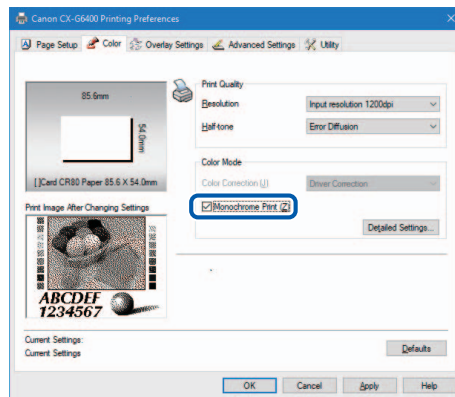 Canon CX-G6400 Printing Preferences
Page Setup Color Overlay Settings Advanced Settings Utility
85.6mm
54.0mm
[ ]Card CR80 Paper 85.6 X 54.0mm
Print Image After Changing Settings
ABCDEF
1234567
Current Settings:
Current Settings
Print Quality
Resolution Input resolution 1200dpi
Half-tone Error Diffusion
Color Mode
Color Correction (J) Driver Correction
Monochrome Print (Z)
Detailed Settings...
Defaults
OK Cancel Apply Help